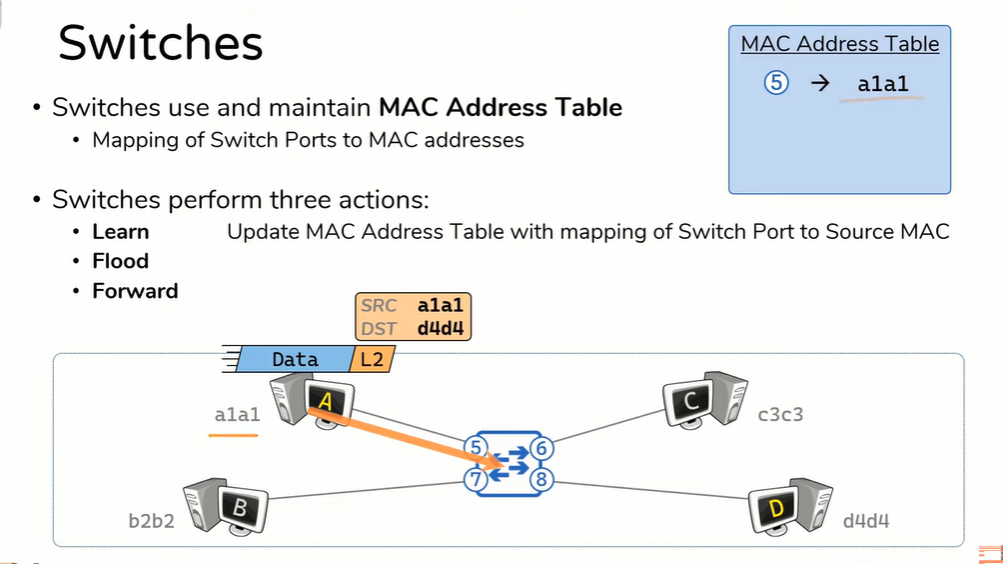 Switches
MAC Address Table
⑤ → a1a1
• Switches use and maintain MAC Address Table
• Mapping of Switch Ports to MAC addresses
• Switches perform three actions:
• Learn Update MAC Address Table with mapping of Switch Port to Source MAC
• Flood
• Forward
SRC a1a1
DST d4d4
Data L2
A
a1a1
C
c3c3
5 6
7 8
B
b2b2
D
d4d4